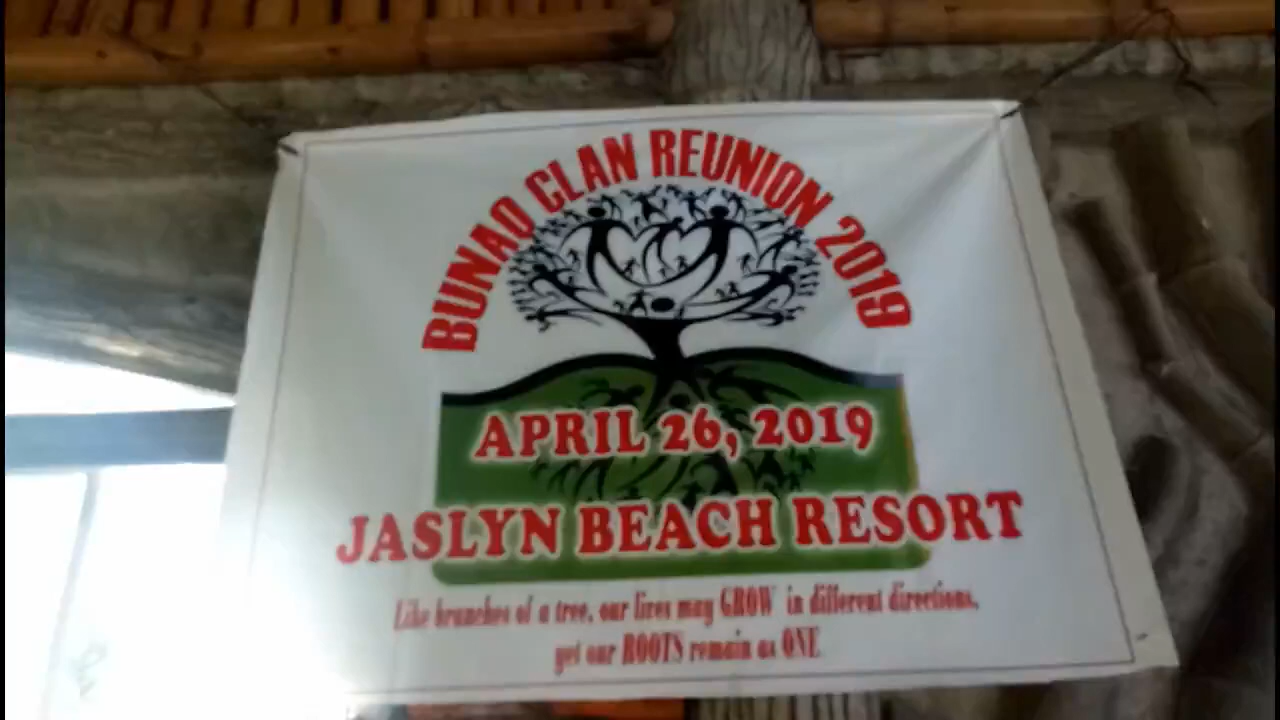 BUNAO CLAN REUNION 2019
APRIL 26, 2019
JASLYN BEACH RESORT
Like branches of a tree, our lives may GROW in different directions,
yet our ROOTS remain as ONE